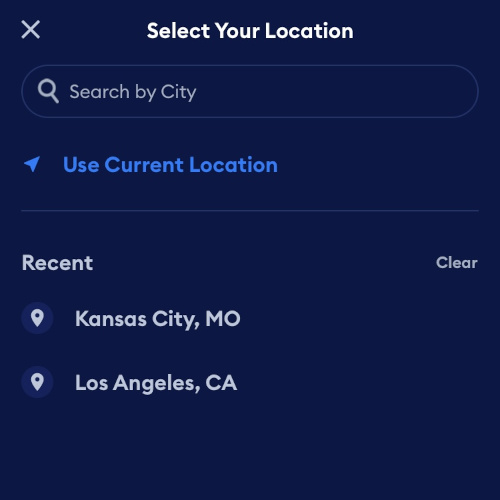 Select Your Location
Search by City
Use Current Location
Recent
Clear
Kansas City, MO
Los Angeles, CA